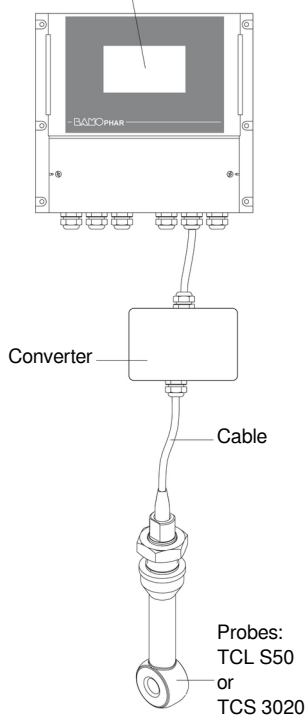 BAMOPHAR
Converter
Cable
Probes:
TCL S50
or
TCS 3020